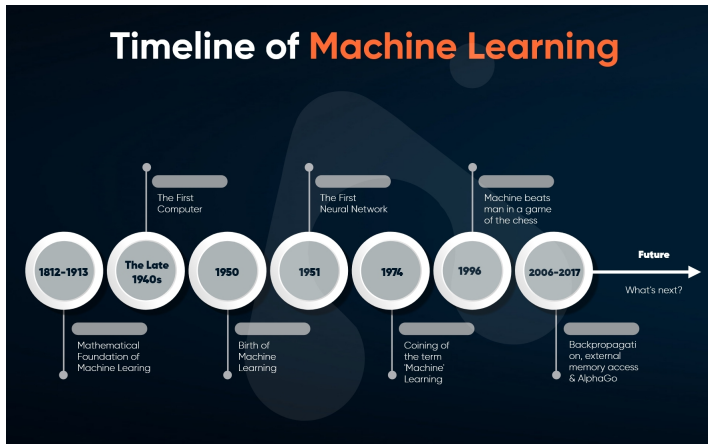 Timeline of Machine Learning
The First
Computer
The First
Neural Network
Machine beats
man in a game
of the chess
1812-1913
The Late
1940s
1950
1951
1974
1996
2006-2017
Future
What's next?
Mathematical
Foundation of
Machine Learing
Birth of
Machine
Learning
Coining of
the term
'Machine'
Learning
Backpropagati
on, external
memory access
& AlphaGo